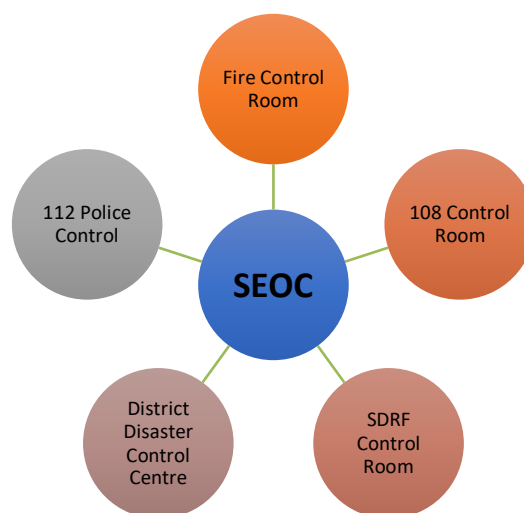 Fire Control
Room
112 Police
Control
108 Control
Room
SEOC
District
Disaster
Control
Centre
SDRF
Control
Room